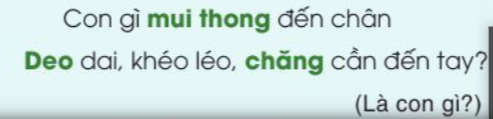 Con gì mui thong đến chân
Deo dai, khéo léo, chăng cần đến tay?
(Là con gì?)